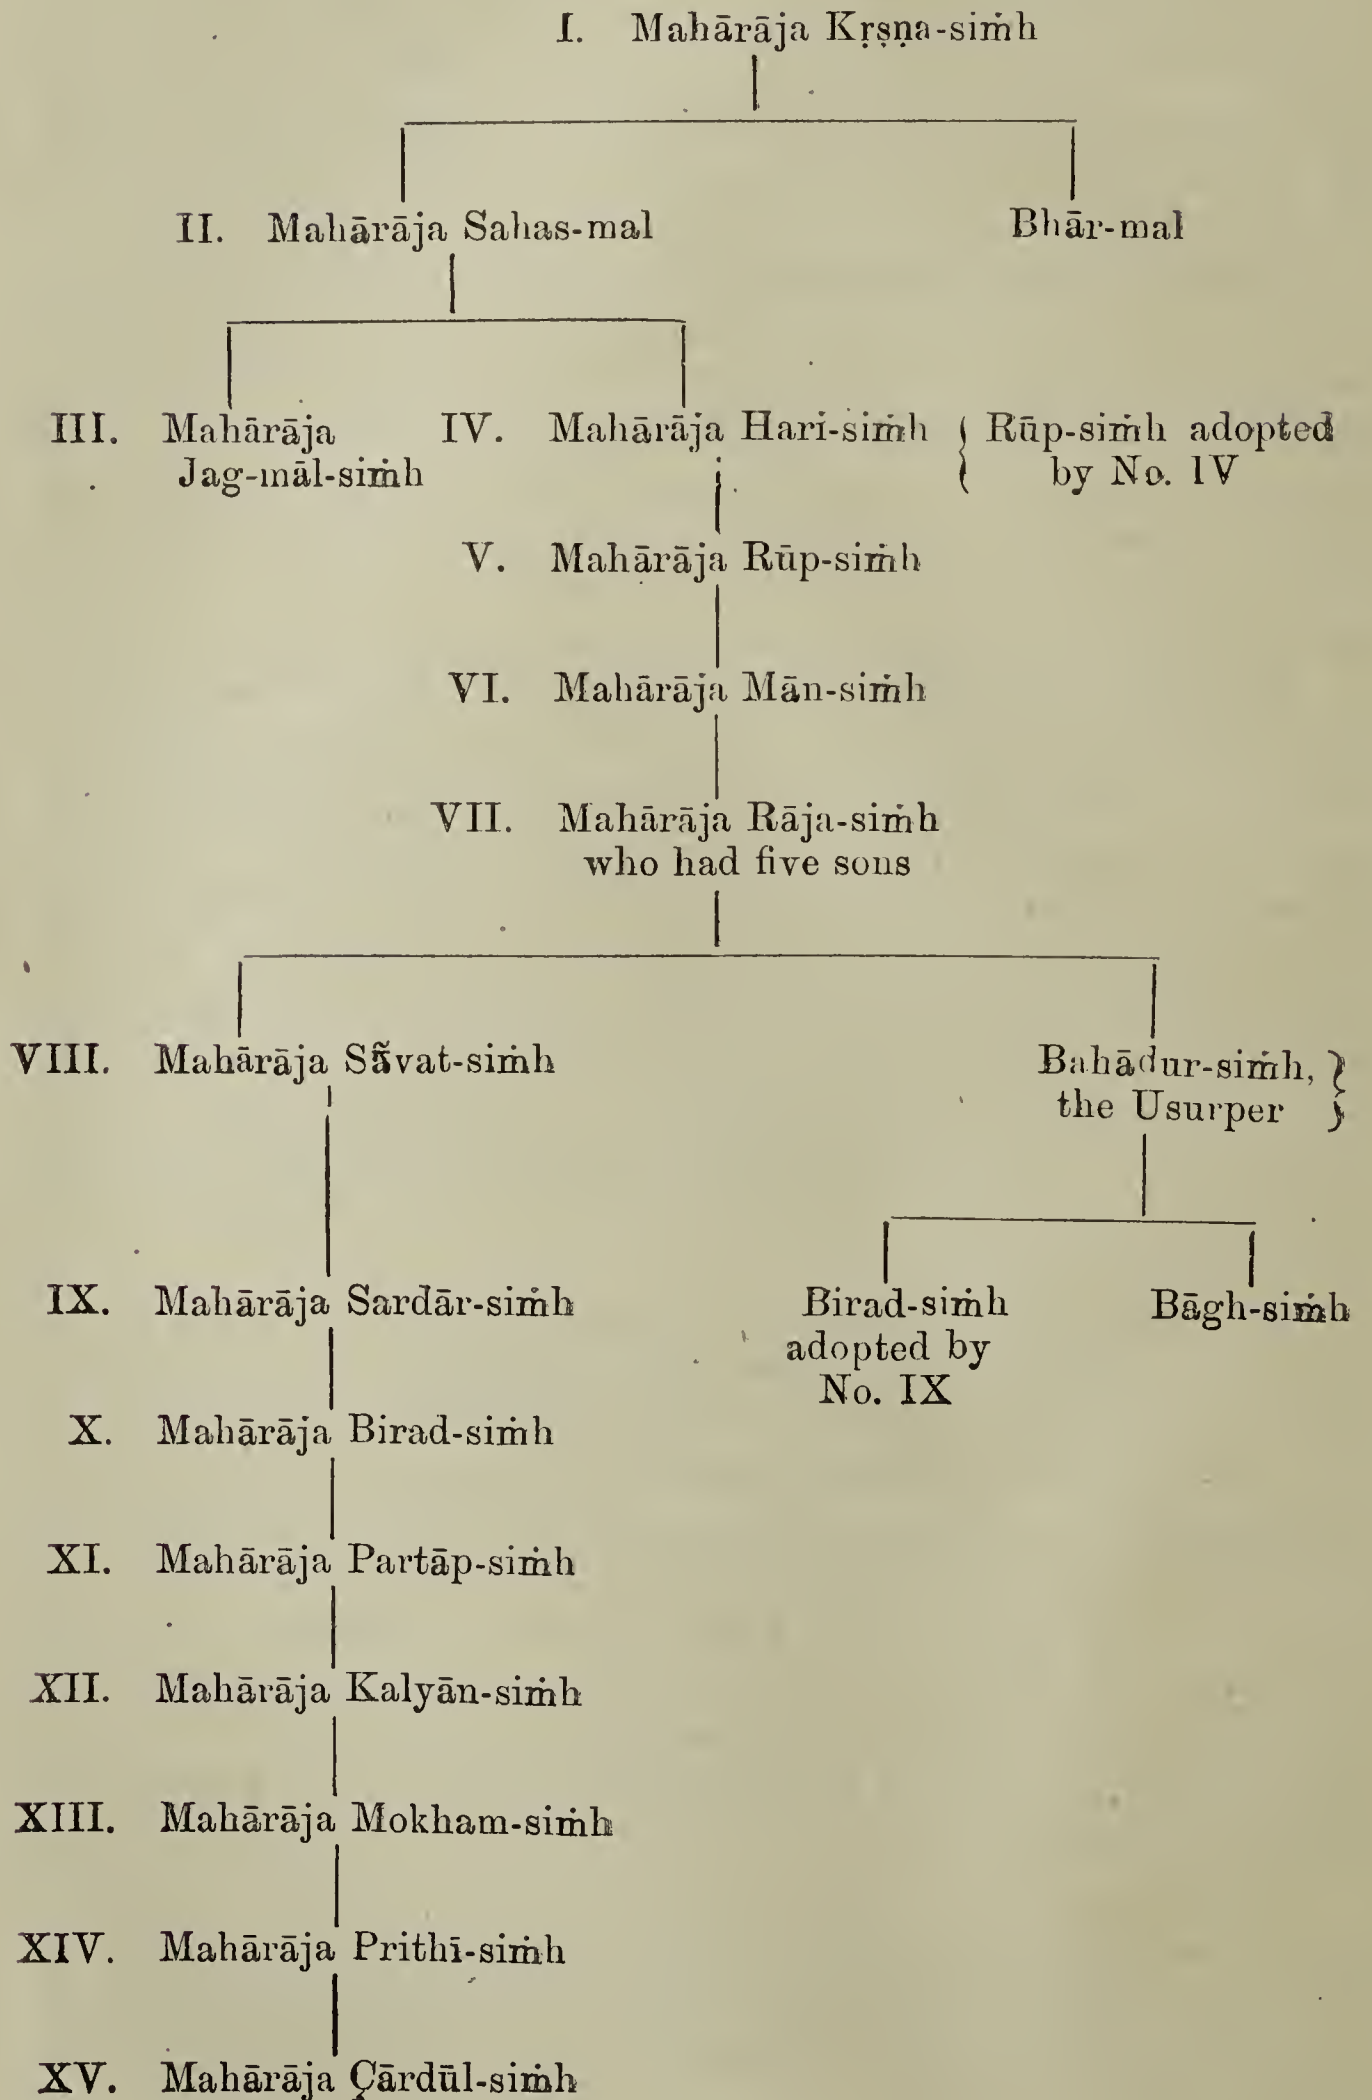 I. Mahārāja Kṛṣṇa-siṁh
II. Mahārāja Sahas-mal Bhār-mal
III. Mahārāja IV. Mahārāja Hari-siṁh { Rūp-siṁh adopted
Jag-māl-siṁh by No. IV
V. Mahārāja Rūp-siṁh
VI. Mahārāja Mān-siṁh
VII. Mahārāja Rāja-siṁh
who had five sons
VIII. Mahārāja Sā̃vat-siṁh Bahādur-siṁh, }
the Usurper
IX. Mahārāja Sardār-siṁh Birad-siṁh Bāgh-siṁh
adopted by
No. IX
X. Mahārāja Birad-siṁh
XI. Mahārāja Partāp-siṁh
XII. Mahārāja Kalyān-siṁh
XIII. Mahārāja Mokham-siṁh
XIV. Mahārāja Prithī-siṁh
XV. Mahārāja Çārdūl-siṁh